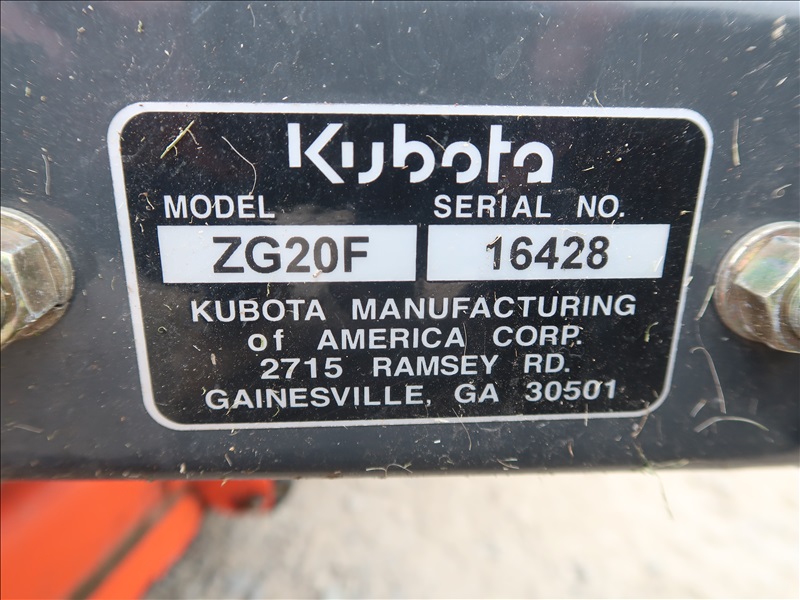 Kubota
MODEL SERIAL NO.
ZG20F 16428
KUBOTA MANUFACTURING
of AMERICA CORP.
2715 RAMSEY RD.
GAINESVILLE, GA 30501